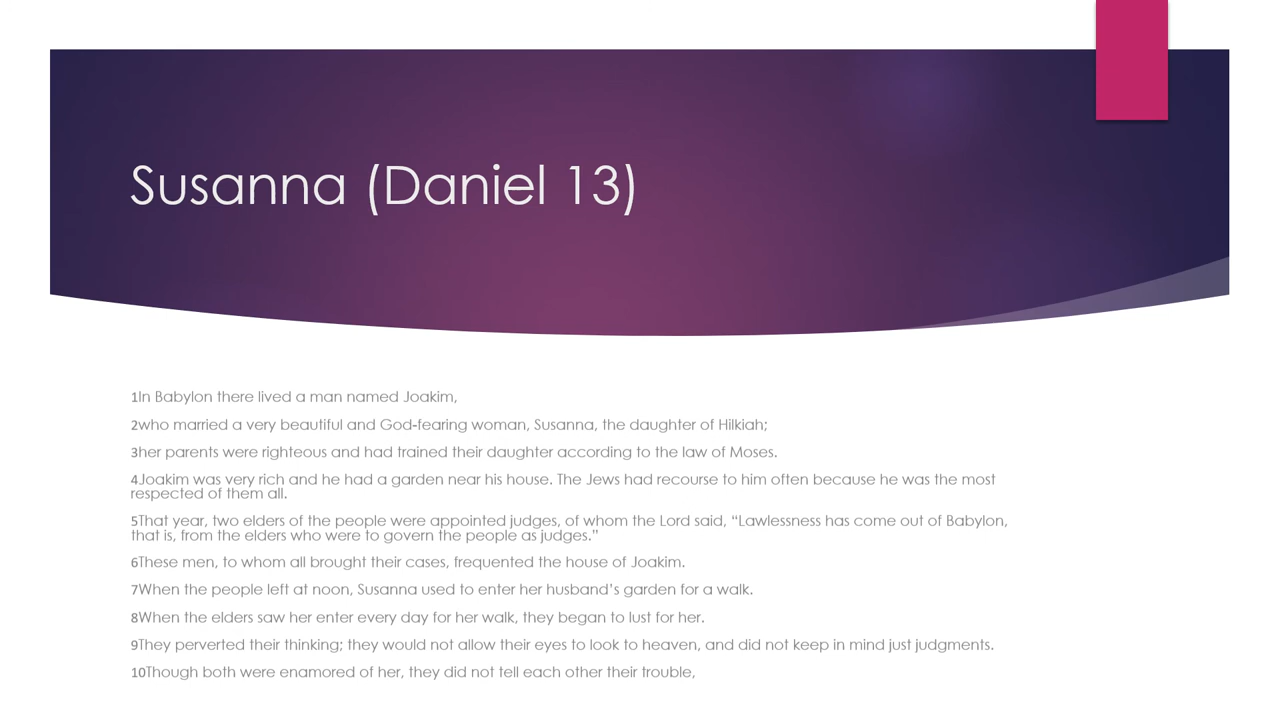 Susanna (Daniel 13)
1In Babylon there lived a man named Joakim,
2who married a very beautiful and God-fearing woman, Susanna, the daughter of Hilkiah;
3her parents were righteous and had trained their daughter according to the law of Moses.
4Joakim was very rich and he had a garden near his house. The Jews had recourse to him often because he was the most
respected of them all.
5That year, two elders of the people were appointed judges, of whom the Lord said, “Lawlessness has come out of Babylon,
that is, from the elders who were to govern the people as judges.”
6These men, to whom all brought their cases, frequented the house of Joakim.
7When the people left at noon, Susanna used to enter her husband’s garden for a walk.
8When the elders saw her enter every day for her walk, they began to lust for her.
9They perverted their thinking; they would not allow their eyes to look to heaven, and did not keep in mind just judgments.
10Though both were enamored of her, they did not tell each other their trouble,